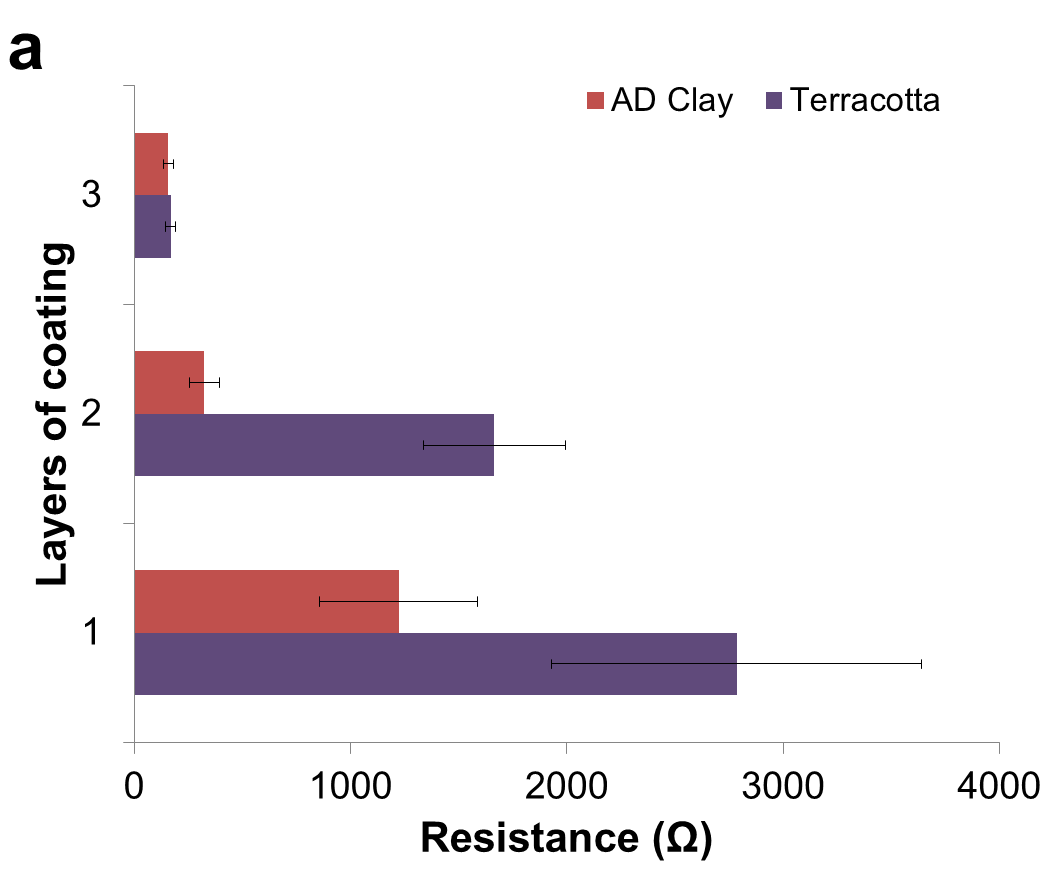 a
AD Clay Terracotta
3
2
1
Layers of coating
0 1000 2000 3000 4000
Resistance (Ω)